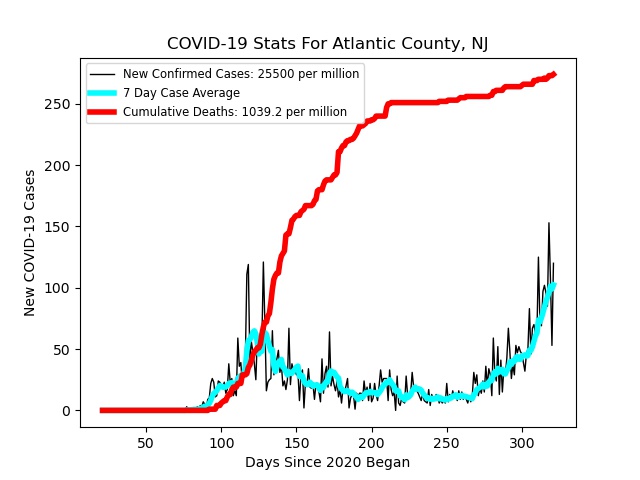 COVID-19 Stats For Atlantic County, NJ
New Confirmed Cases: 25500 per million
7 Day Case Average
Cumulative Deaths: 1039.2 per million
New COVID-19 Cases
250
200
150
100
50
0
50 100 150 200 250 300
Days Since 2020 Began